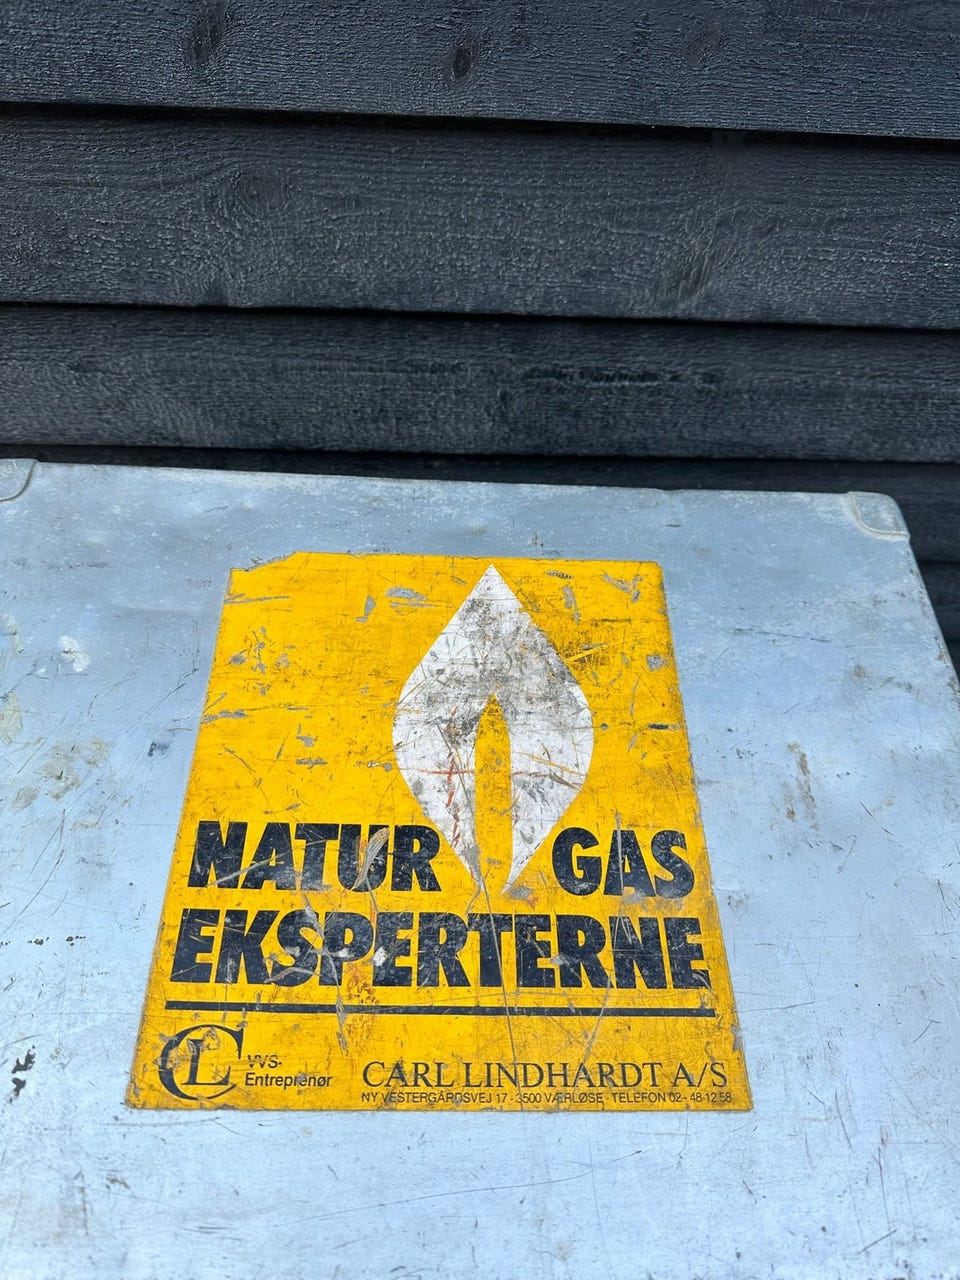 NATUR GAS
EKSPERTERNE
CL VVS-
Entreprenør
CARL LINDHARDT A/S
NY VESTERGÅRDSVEJ 17 - 3500 VÆRLØSE - TELEFON 02- 48 12 58